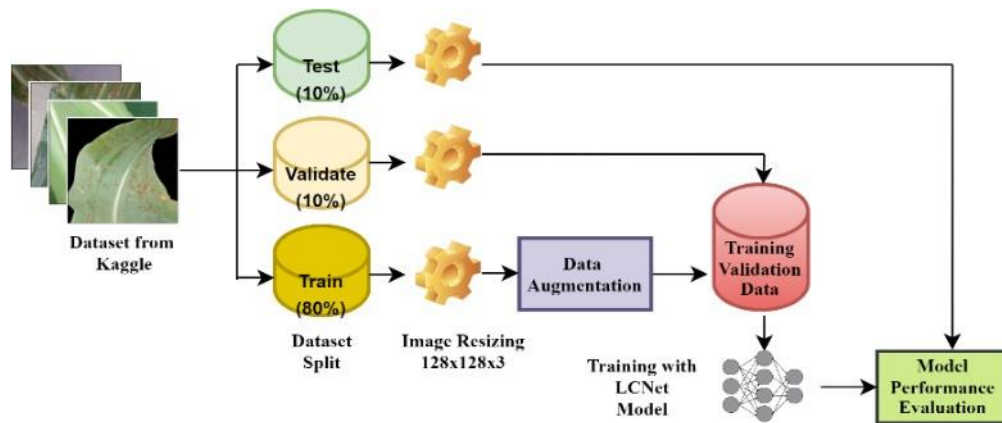 Test
(10%)
Validate
(10%)
Train
(80%)
Dataset from
Kaggle
Dataset
Split
Image Resizing
128x128x3
Data
Augmentation
Training
Validation
Data
Training with
LCNet
Model
Model
Performance
Evaluation